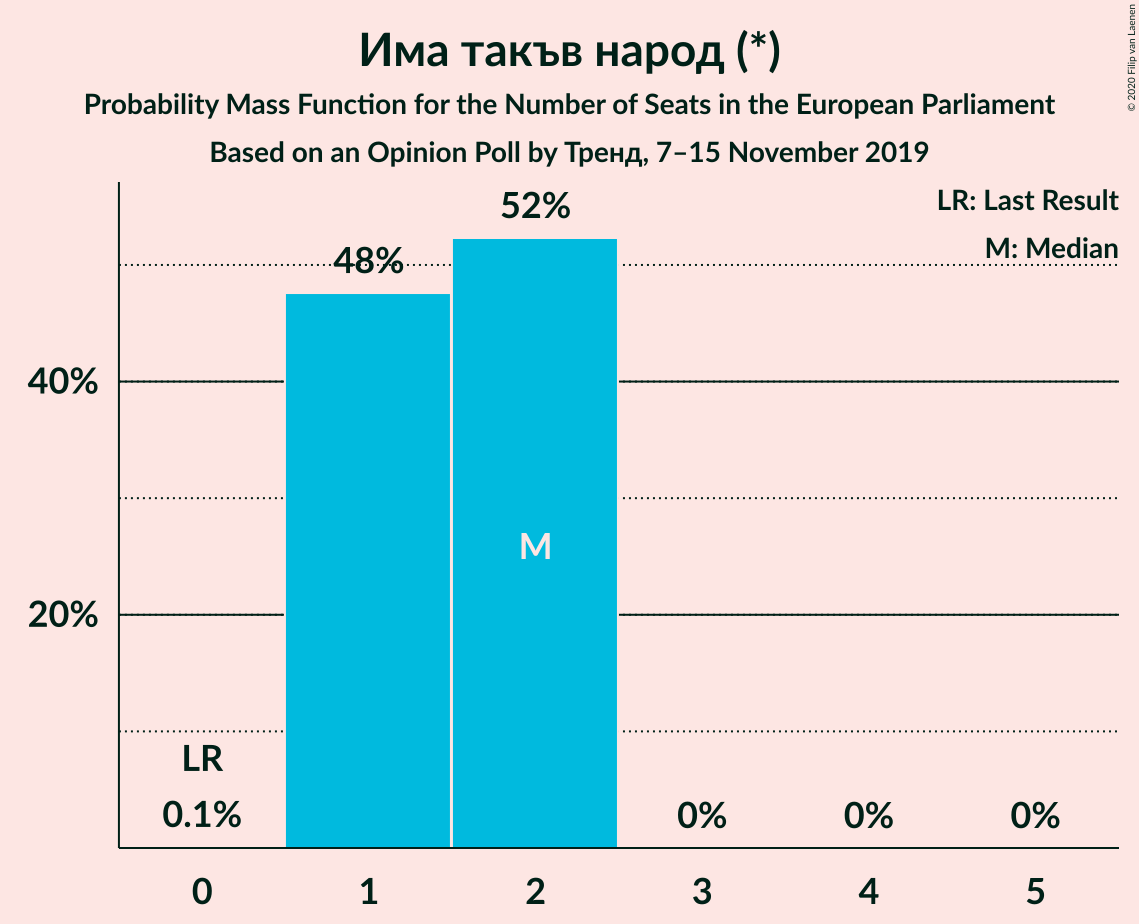 Има такъв народ (*)
Probability Mass Function for the Number of Seats in the European Parliament
Based on an Opinion Poll by Тренд, 7–15 November 2019
© 2020 Filip van Laenen
LR: Last Result
M: Median
52%
48%
40%
M
20%
LR
0.1%
0%
0%
0%
0
1
2
3
4
5